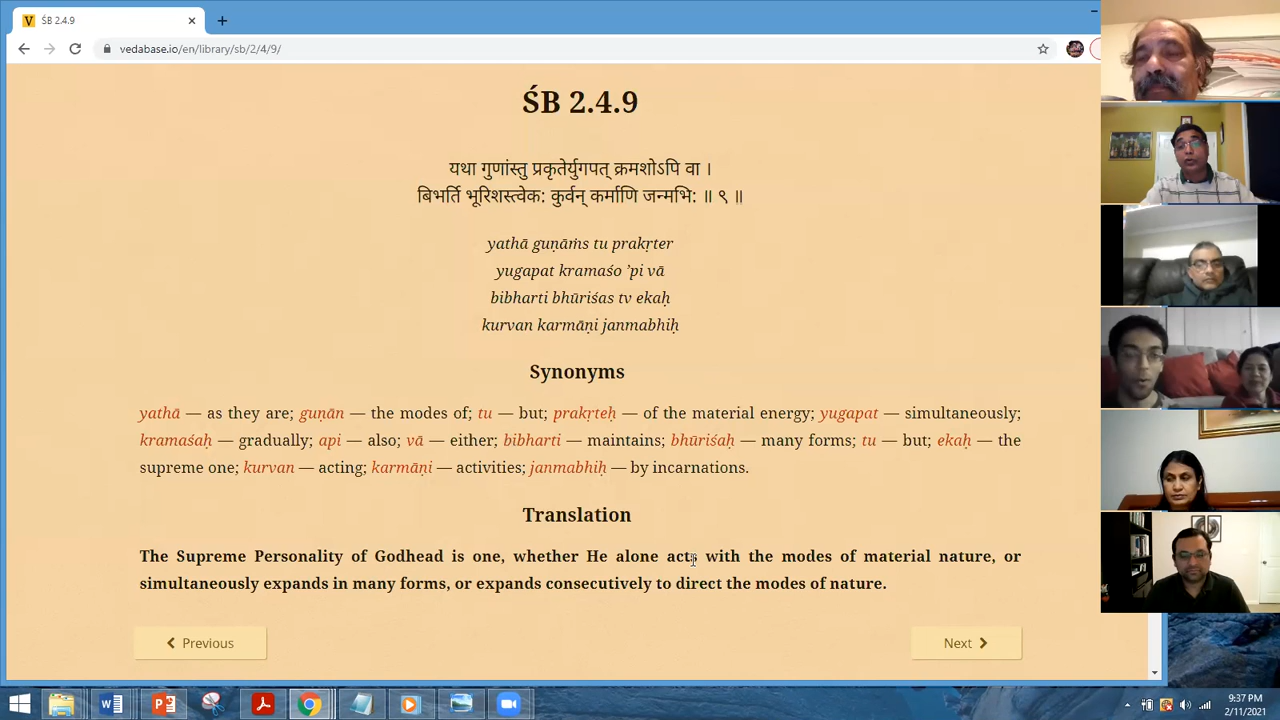 ŚB 2.4.9
vedabase.io/en/library/sb/2/4/9/
ŚB 2.4.9
यथा गुणांस्तु प्रकृतेर्युगपत् क्रमशोऽपि वा ।
बिभर्ति भूरिशस्त्वेक: कुर्वन् कर्माणि जन्मभि: ॥ ९ ॥
yathā guṇāṁs tu prakṛter
yugapat kramaśo ’pi vā
bibharti bhūriśas tv ekaḥ
kurvan karmāṇi janmabhiḥ
Synonyms
yathā — as they are; guṇān — the modes of; tu — but; prakṛteḥ — of the material energy; yugapat — simultaneously;
kramaśaḥ — gradually; api — also; vā — either; bibharti — maintains; bhūriśaḥ — many forms; tu — but; ekaḥ — the
supreme one; kurvan — acting; karmāṇi — activities; janmabhiḥ — by incarnations.
Translation
The Supreme Personality of Godhead is one, whether He alone acts with the modes of material nature, or
simultaneously expands in many forms, or expands consecutively to direct the modes of nature.
Previous
Next
9:37 PM
2/11/2021